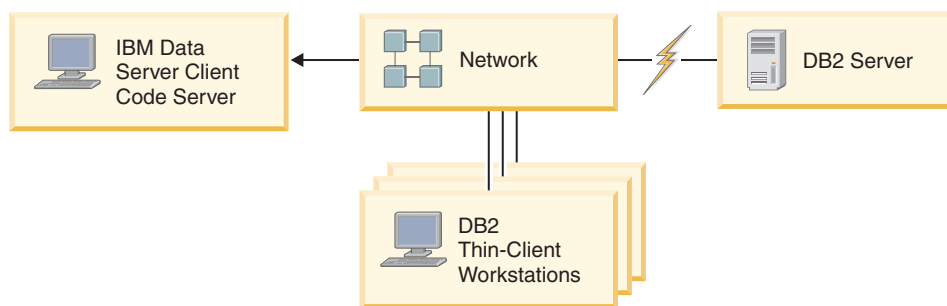 IBM Data
Server Client
Code Server
Network
DB2 Server
DB2
Thin-Client
Workstations